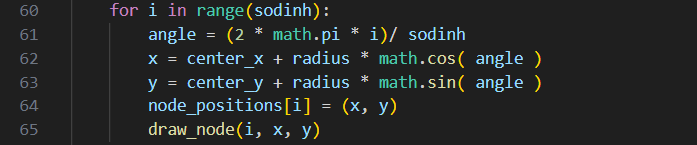 60 for i in range(sodinh):
61 angle = (2 * math.pi * i)/ sodinh
62 x = center_x + radius * math.cos( angle )
63 y = center_y + radius * math.sin( angle )
64 node_positions[i] = (x, y)
65 draw_node(i, x, y)